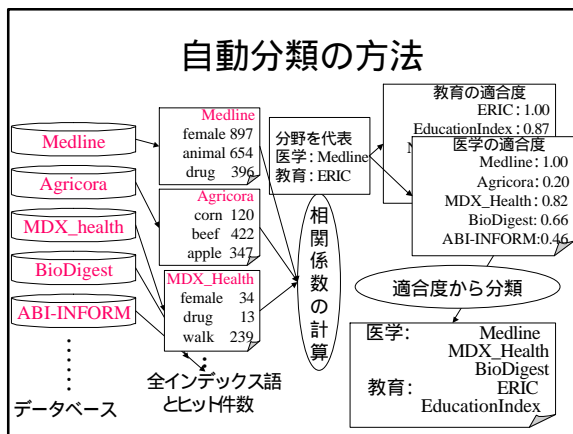 自動分類の方法
Medline
Agricora
MDX_health
BioDigest
ABI-INFORM
データベース
Medline
female 897
animal 654
drug 396
Agricora
corn 120
beef 422
apple 347
MDX_Health
female 34
drug 13
walk 239
全インデックス語
とヒット件数
分野を代表
医学:Medline
教育:ERIC
相関係数の計算
教育の適合度
ERIC:1.00
EducationIndex:0.87
医学の適合度
Medline:1.00
Agricora:0.20
MDX_Health:0.82
BioDigest:0.66
ABI-INFORM:0.46
適合度から分類
医学: Medline
MDX_Health
BioDigest
教育: ERIC
EducationIndex